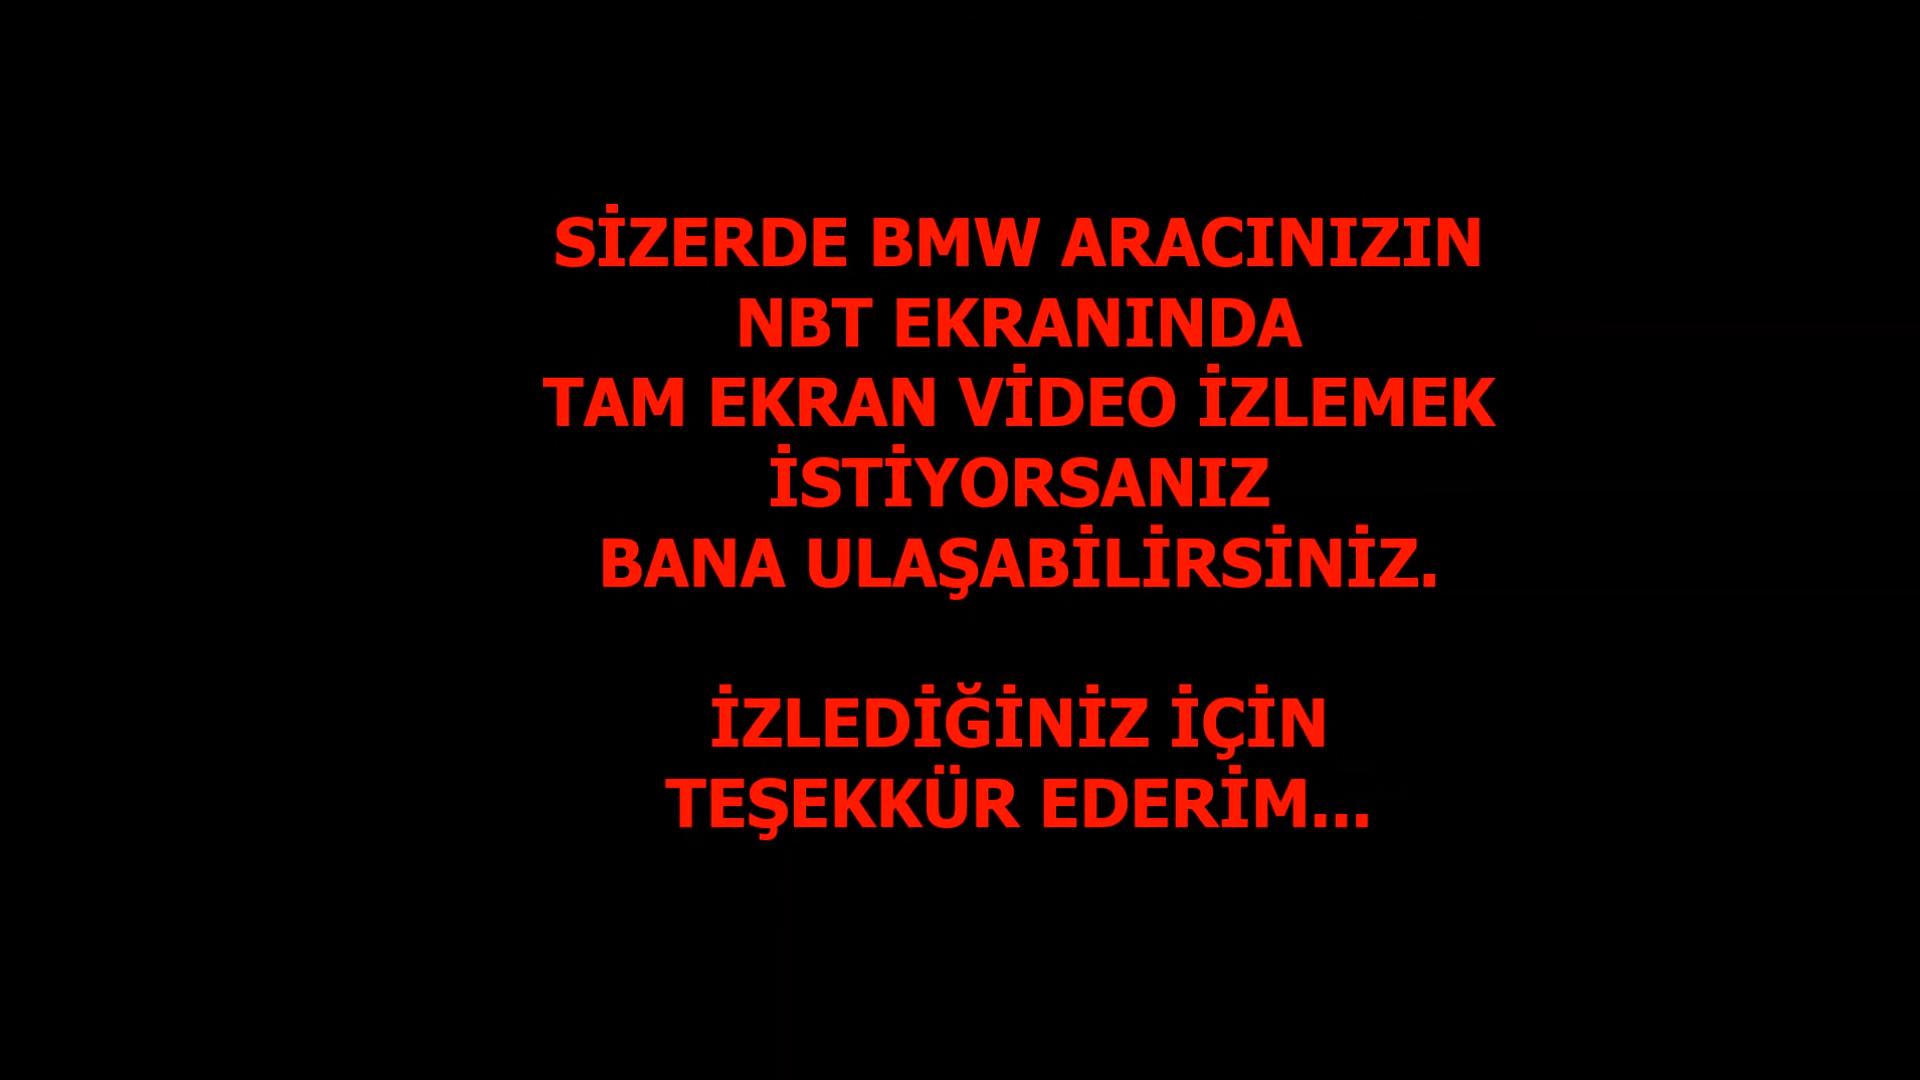 SİZERDE BMW ARACINIZIN
NBT EKRANINDA
TAM EKRAN VİDEO İZLEMEK
İSTİYORSANIZ
BANA ULAŞABİLİRSİNİZ.
İZLEDİĞİNİZ İÇİN
TEŞEKKÜR EDERİM...